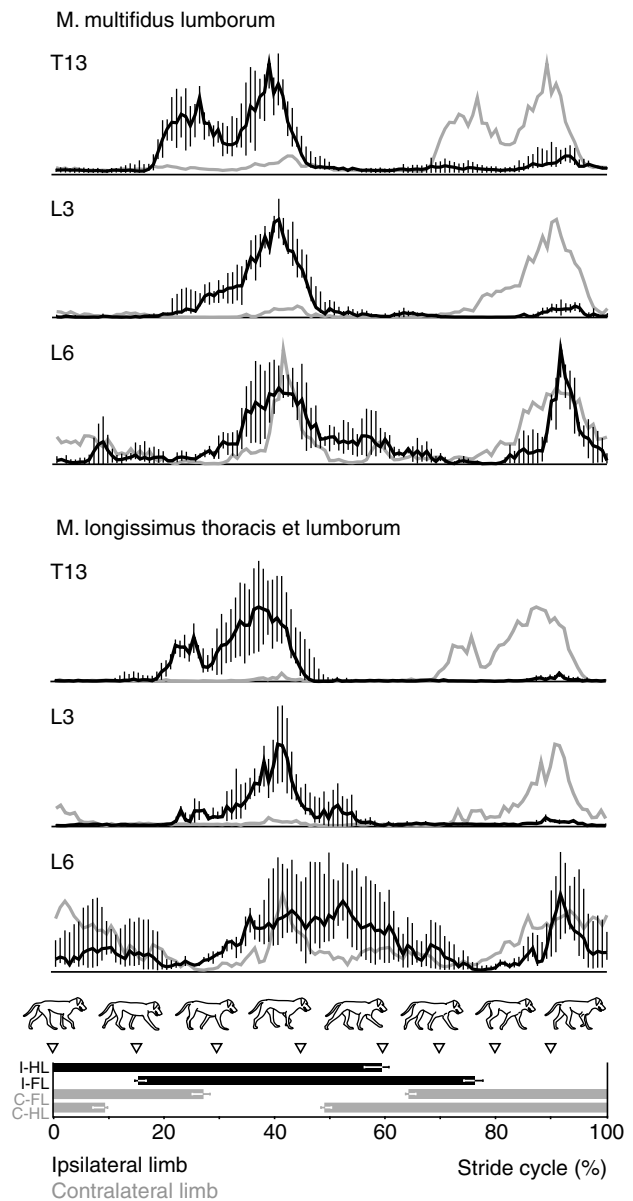 M. multifidus lumborum
T13
L3
L6
M. longissimus thoracis et lumborum
T13
L3
L6
I-HL
I-FL
C-FL
C-HL
0 20 40 60 80 100
Ipsilateral limb Stride cycle (%)
Contralateral limb